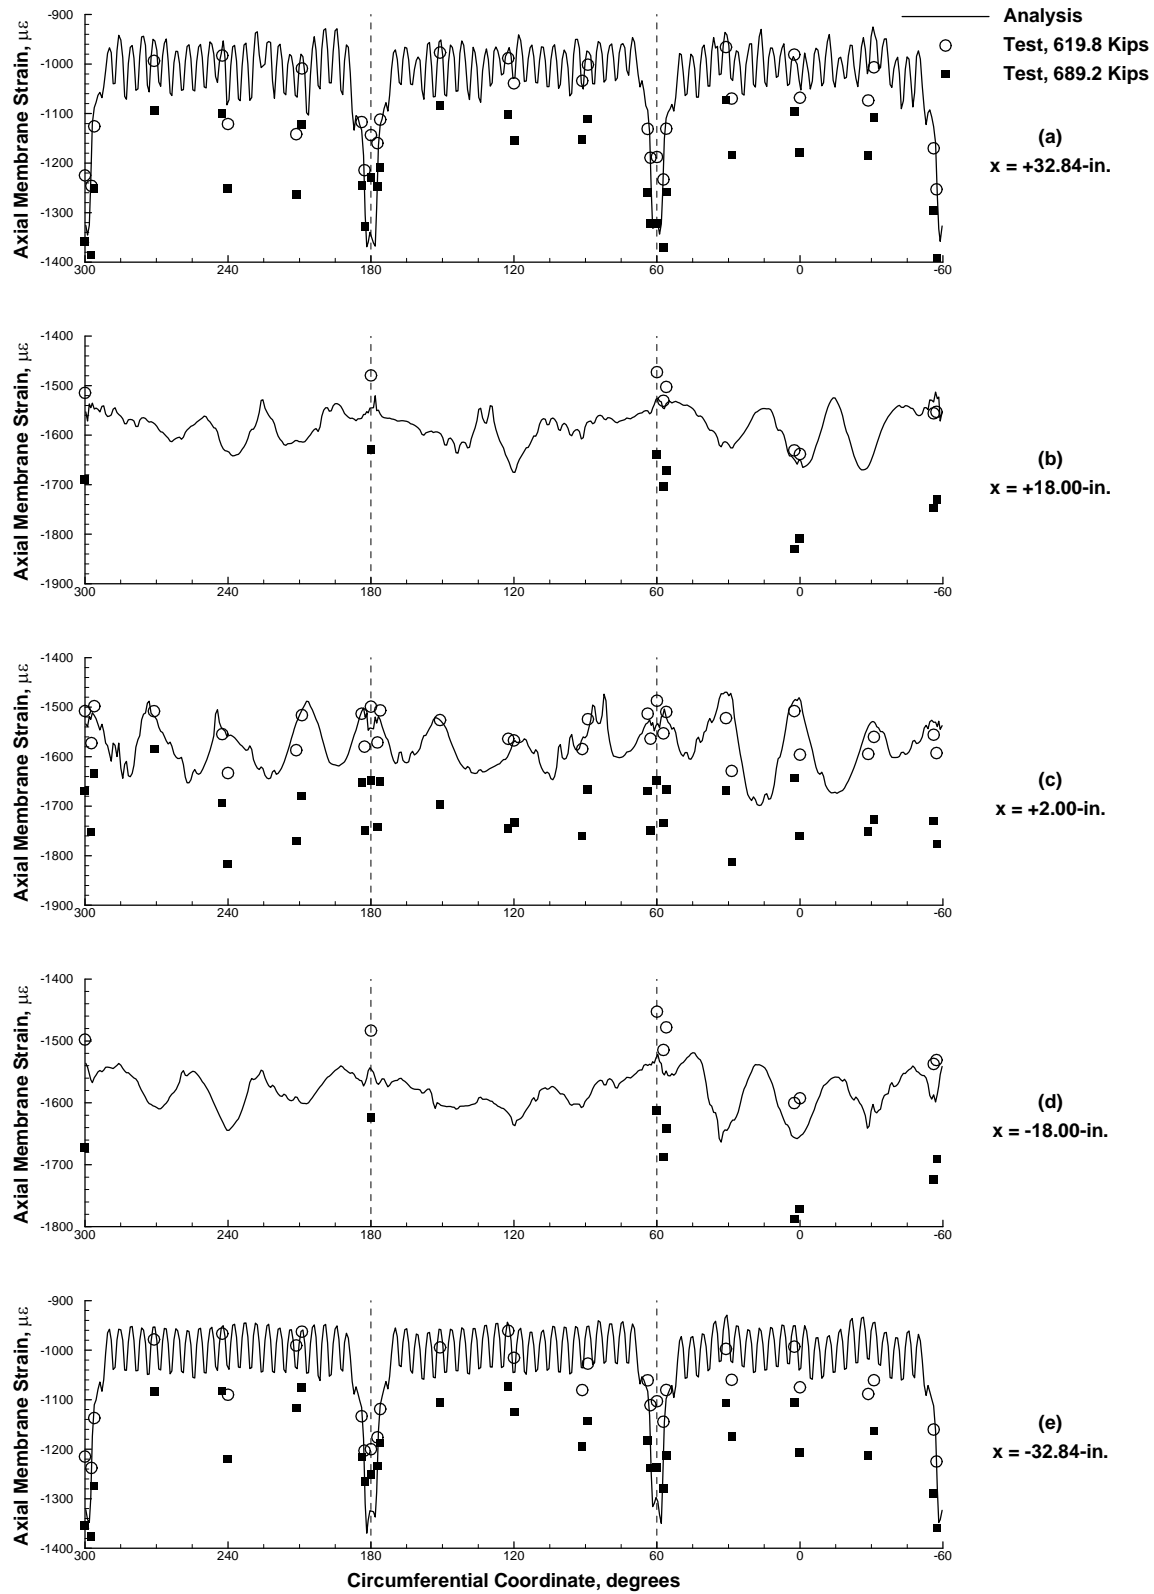 Analysis
Test, 619.8 Kips
Test, 689.2 Kips
Axial Membrane Strain, με
-900
-1000
-1100
-1200
-1300
-1400
300 240 180 120 60 0 -60
(a)
x = +32.84-in.
Axial Membrane Strain, με
-1400
-1500
-1600
-1700
-1800
-1900
300 240 180 120 60 0 -60
(b)
x = +18.00-in.
Axial Membrane Strain, με
-1400
-1500
-1600
-1700
-1800
-1900
300 240 180 120 60 0 -60
(c)
x = +2.00-in.
Axial Membrane Strain, με
-1400
-1500
-1600
-1700
-1800
300 240 180 120 60 0 -60
(d)
x = -18.00-in.
Axial Membrane Strain, με
-900
-1000
-1100
-1200
-1300
-1400
300 240 180 120 60 0 -60
(e)
x = -32.84-in.
Circumferential Coordinate, degrees